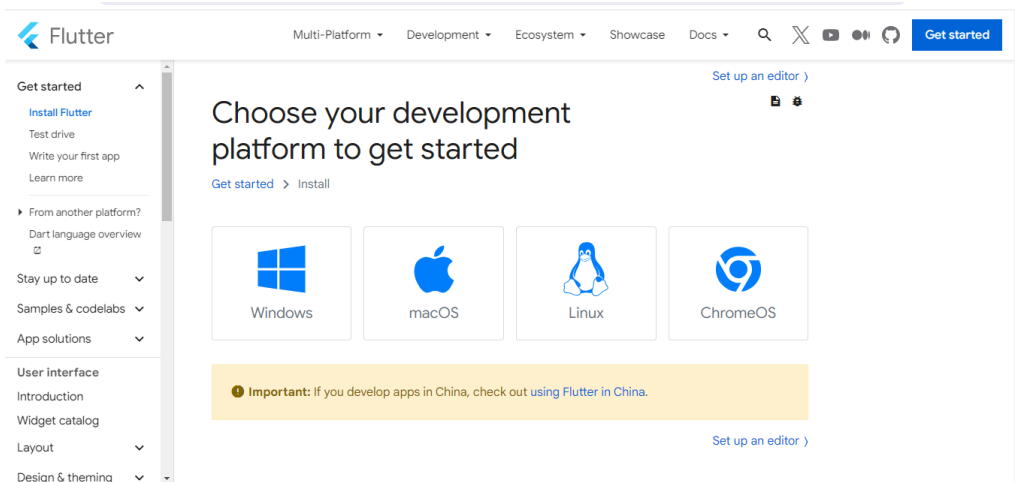 Flutter
Multi-Platform
Development
Ecosystem
Showcase
Docs
Get started
Get started
Install Flutter
Test drive
Write your first app
Learn more
From another platform?
Dart language overview
Stay up to date
Samples & codelabs
App solutions
User interface
Introduction
Widget catalog
Layout
Design & theming
Set up an editor
Choose your development
platform to get started
Get started > Install
Windows
macOS
Linux
ChromeOS
Important: If you develop apps in China, check out using Flutter in China.
Set up an editor